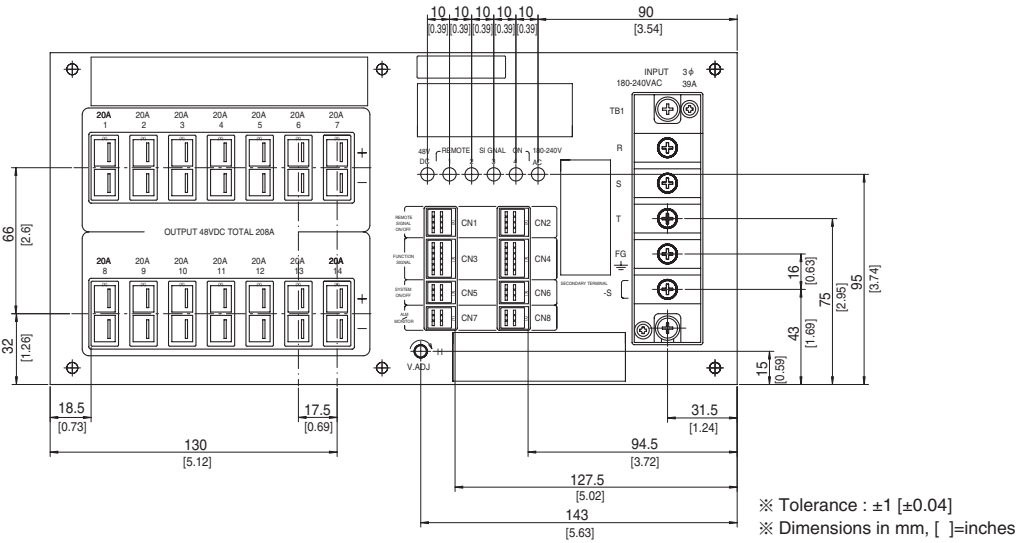 10 10 10 10 10 90
[0.39] [0.39] [0.39] [0.39] [0.39] [3.54]
INPUT 3ϕ
180-240VAC 39A
TB1
R
S
T
FG
SECONDARY TERMINAL
-S
20A 20A 20A 20A 20A 20A 20A
1 2 3 4 5 6 7
+
−
48V REMOTE SI GNAL ON 180-240V
DC 1 2 3 4 AC
OUTPUT 48VDC TOTAL 208A
20A 20A 20A 20A 20A 20A 20A
8 9 10 11 12 13 14
+
−
REMOTE
SIGNAL
ON/OFF
CN1 CN2
FUNCTION
SIGNAL
CN3 CN4
SYSTEM
ON/OFF
CN5 CN6
ALM
MONITOR
CN7 CN8
V.ADJ
H
66
[2.6]
32
[1.26]
16
[0.63]
43
[1.69]
75
[2.95]
95
[3.74]
15
[0.59]
18.5
[0.73]
17.5
[0.69]
31.5
[1.24]
130
[5.12]
94.5
[3.72]
127.5
[5.02]
143
[5.63]
※ Tolerance : ±1 [±0.04]
※ Dimensions in mm, [ ]=inches